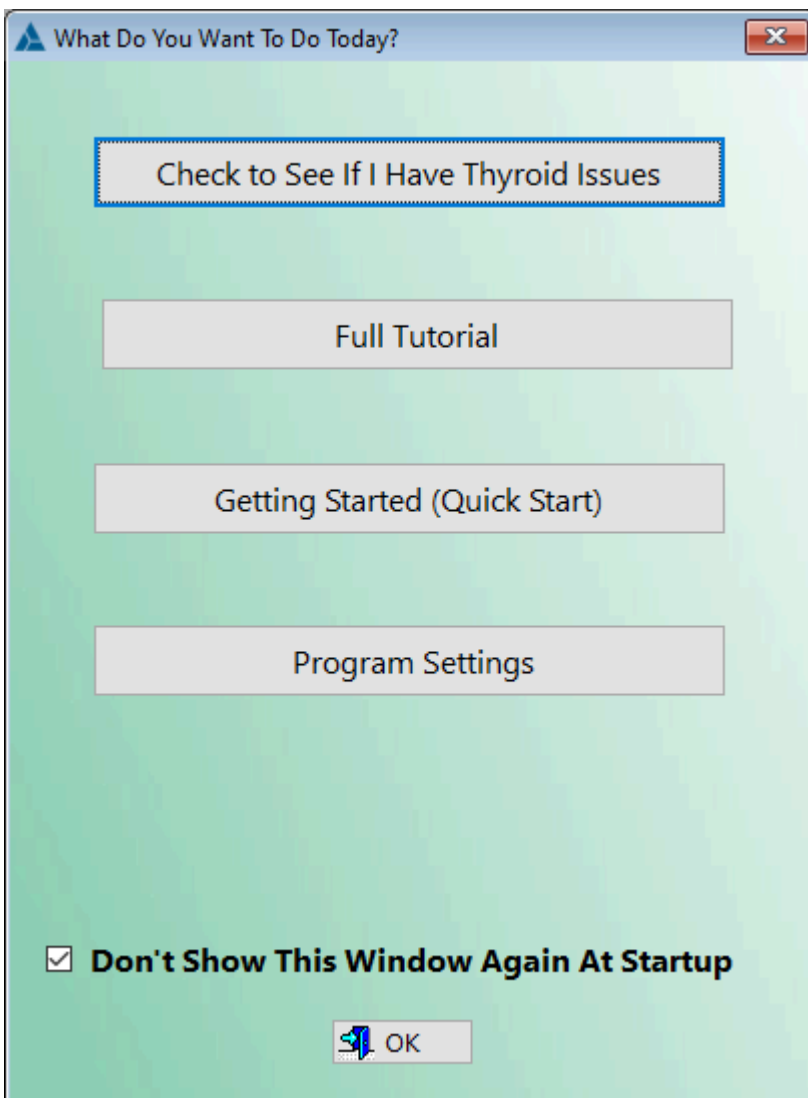 What Do You Want To Do Today?
Check to See If I Have Thyroid Issues
Full Tutorial
Getting Started (Quick Start)
Program Settings
Don't Show This Window Again At Startup
OK